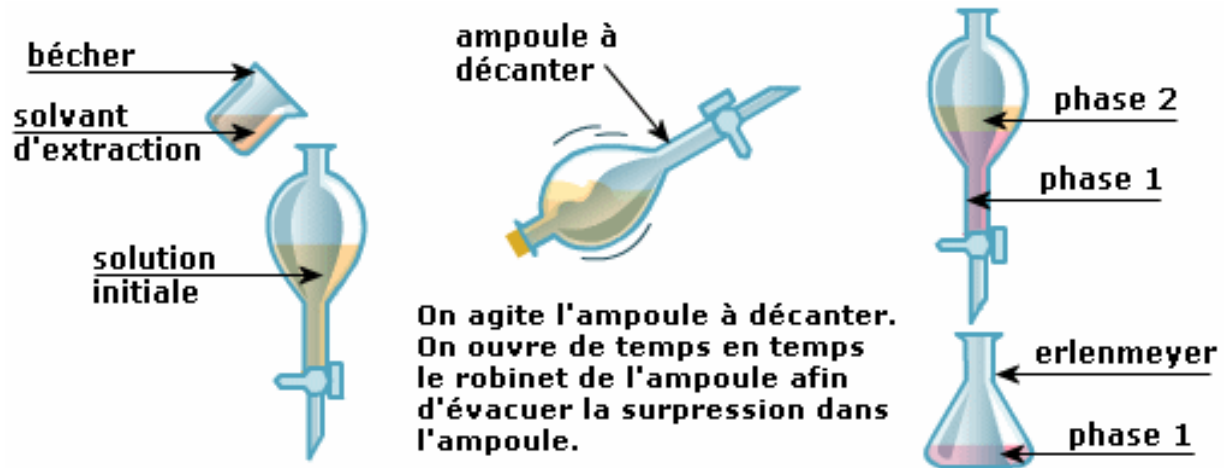 bécher
solvant
d'extraction
solution
initiale
ampoule à
décanter
On agite l'ampoule à décanter.
On ouvre de temps en temps
le robinet de l'ampoule afin
d'évacuer la surpression dans
l'ampoule.
phase 2
phase 1
erlenmeyer
phase 1